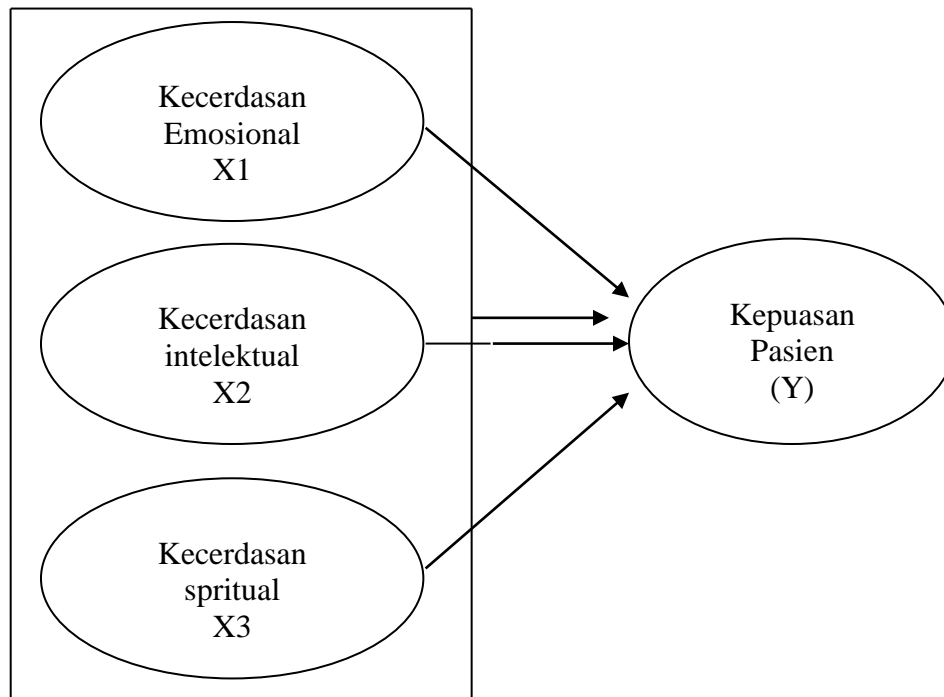 Kecerdasan
Emosional
X1
Kecerdasan
intelektual
X2
Kepuasan
Pasien
(Y)
Kecerdasan
spritual
X3